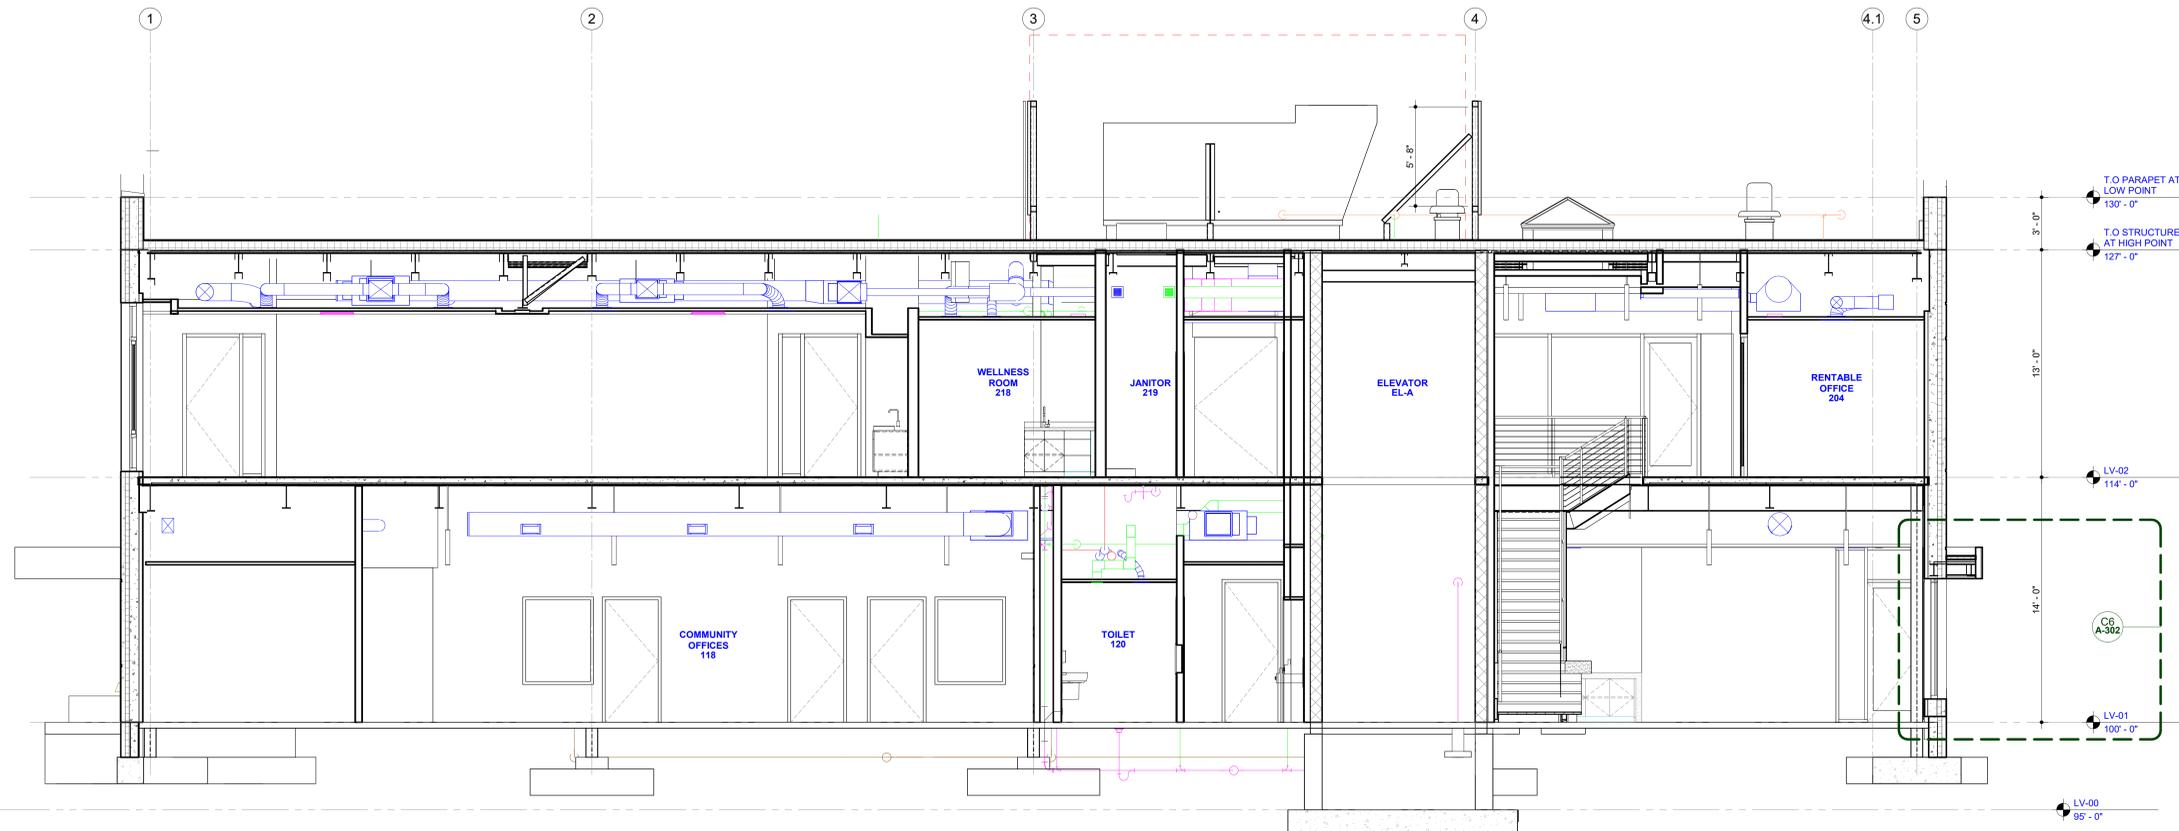 1
2
3
4
4.1
5
5' - 8"
T.O PARAPET AT
LOW POINT
130' - 0"
3' - 0"
T.O STRUCTURE
AT HIGH POINT
127' - 0"
13' - 0"
WELLNESS
ROOM
218
JANITOR
219
ELEVATOR
EL-A
RENTABLE
OFFICE
204
LV-02
114' - 0"
14' - 0"
COMMUNITY
OFFICES
118
TOILET
120
C6
A-302
LV-01
100' - 0"
LV-00
95' - 0"